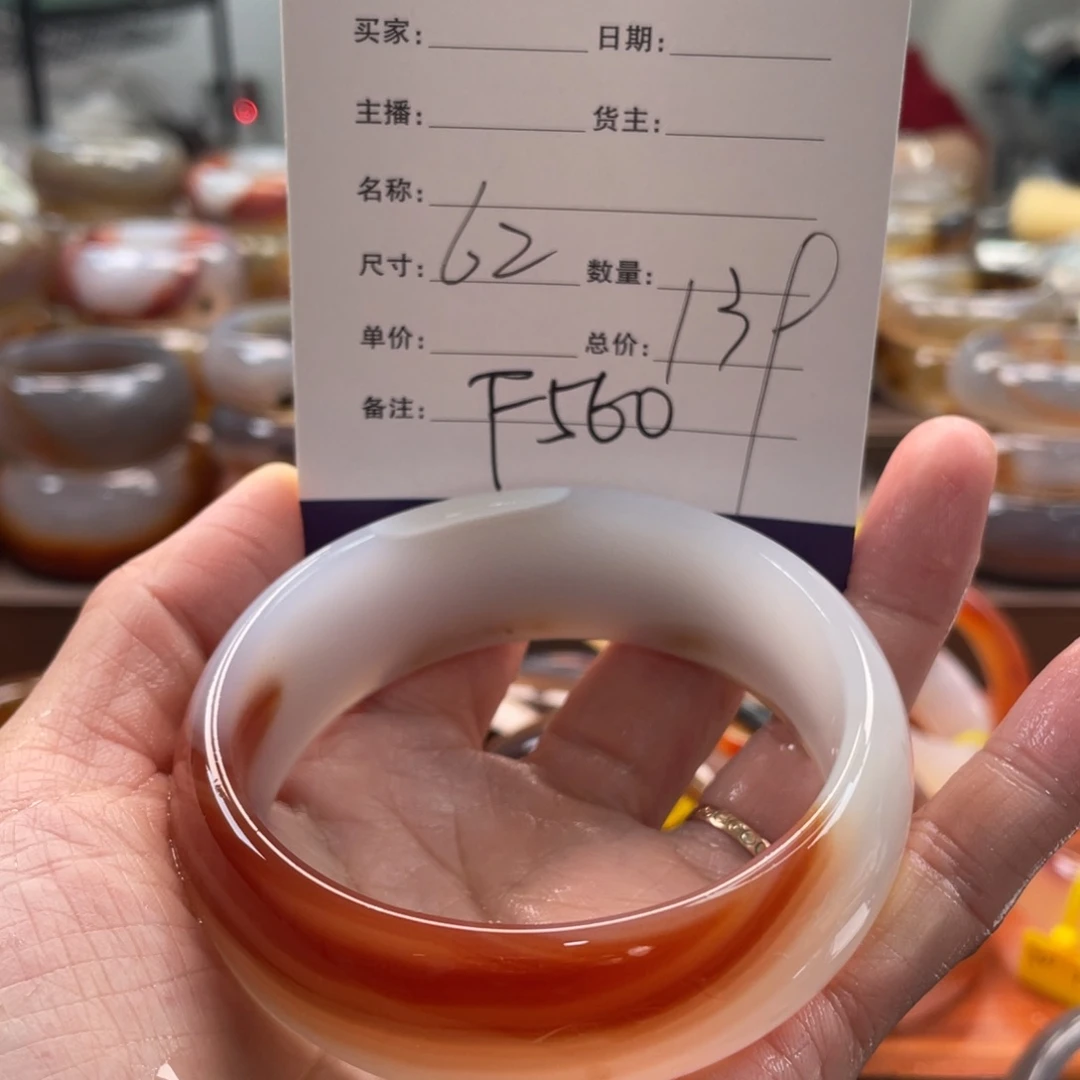 买家: 日期:
主播: 货主:
名称:
尺寸: 62 数量:
单价: 总价: 139
备注: F560